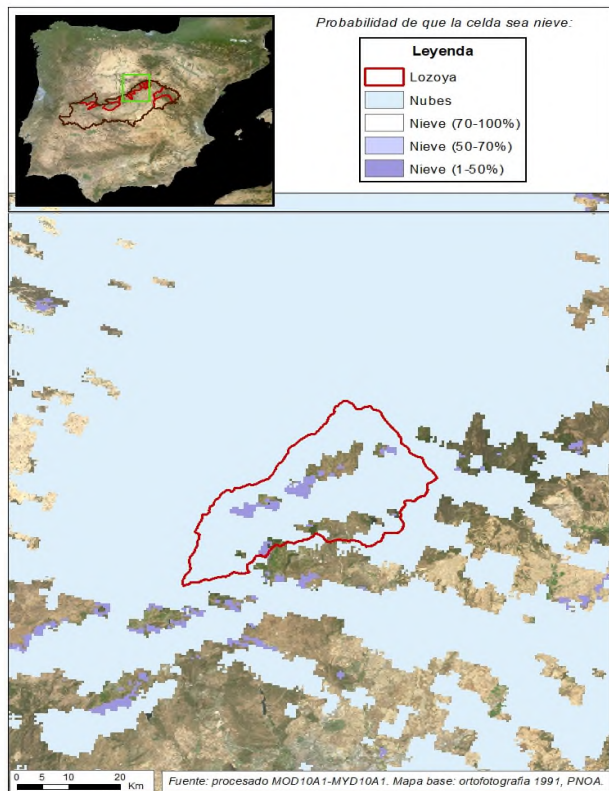 Probabilidad de que la celda sea nieve:
Leyenda
Lozoya
Nubes
Nieve (70-100%)
Nieve (50-70%)
Nieve (1-50%)
0 5 10 20
Km
Fuente: procesado MOD10A1-MYD10A1. Mapa base: ortofotografia 1991, PNOA.